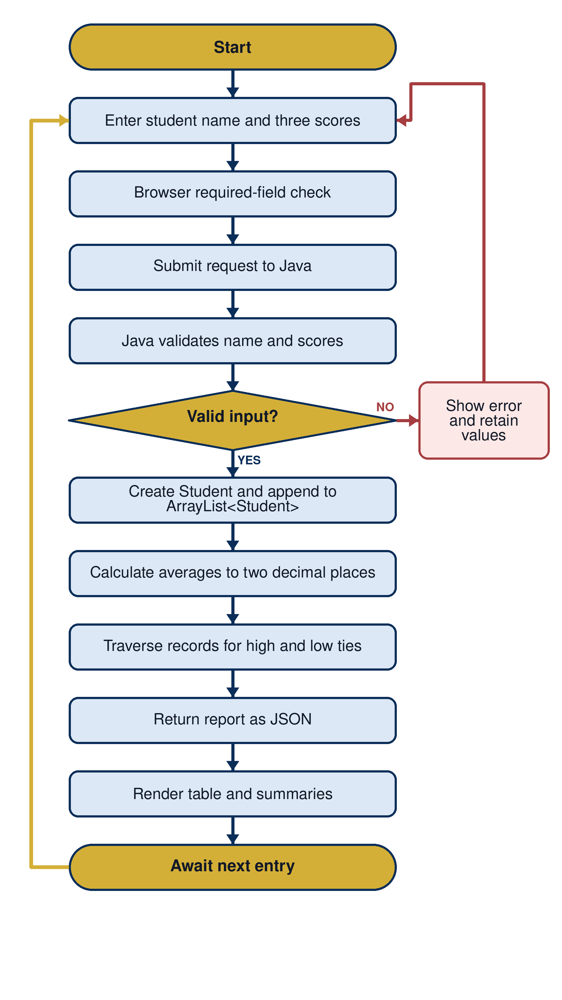 Start
Enter student name and three scores
Browser required-field check
Submit request to Java
Java validates name and scores
Valid input?
NO
Show error
and retain
values
YES
Create Student and append to
ArrayList<Student>
Calculate averages to two decimal places
Traverse records for high and low ties
Return report as JSON
Render table and summaries
Await next entry